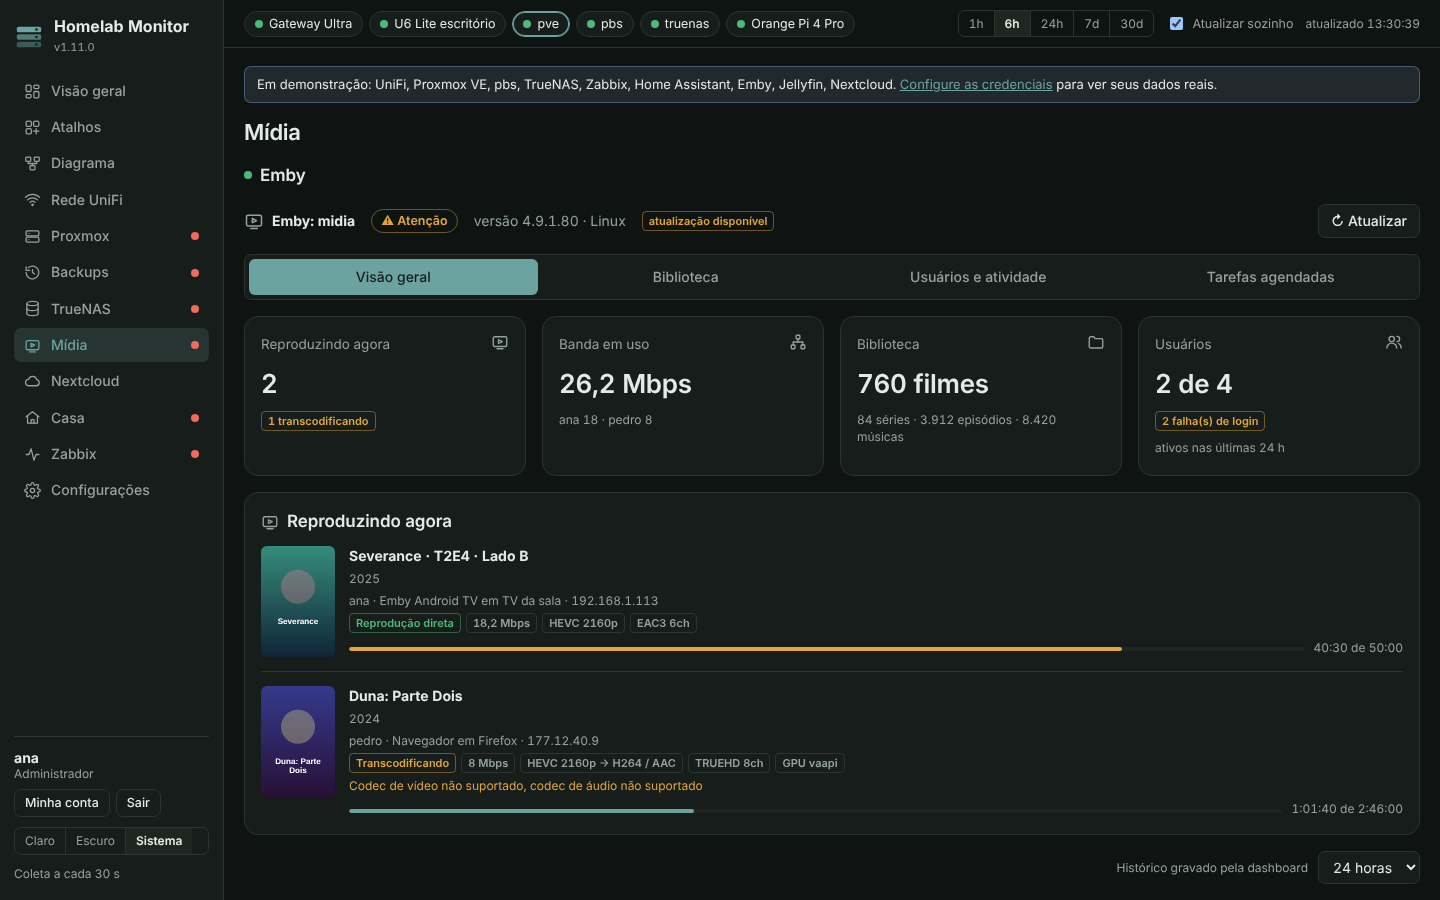 Homelab Monitor
v1.11.0
Visão geral
Atalhos
Diagrama
Rede UniFi
Proxmox
Backups
TrueNAS
Mídia
Nextcloud
Casa
Zabbix
Configurações
ana
Administrador
Minha conta Sair
Claro Escuro Sistema
Coleta a cada 30 s
Gateway Ultra U6 Lite escritório pve pbs truenas Orange Pi 4 Pro
1h 6h 24h 7d 30d Atualizar sozinho atualizado 13:30:39
Em demonstração: UniFi, Proxmox VE, pbs, TrueNAS, Zabbix, Home Assistant, Emby, Jellyfin, Nextcloud. Configure as credenciais para ver seus dados reais.
Mídia
Emby
Emby: midia Atenção versão 4.9.1.80 · Linux atualização disponível ↻ Atualizar
Visão geral Biblioteca Usuários e atividade Tarefas agendadas
Reproduzindo agora
2
1 transcodificando
Banda em uso
26,2 Mbps
ana 18 · pedro 8
Biblioteca
760 filmes
84 séries · 3.912 episódios · 8.420
músicas
Usuários
2 de 4
2 falha(s) de login
ativos nas últimas 24 h
Reproduzindo agora
Severance
Severance · T2E4 · Lado B
2025
ana · Emby Android TV em TV da sala · 192.168.1.113
Reprodução direta 18,2 Mbps HEVC 2160p EAC3 6ch
40:30 de 50:00
Duna: Parte
Dois
Duna: Parte Dois
2024
pedro · Navegador em Firefox · 177.12.40.9
Transcodificando 8 Mbps HEVC 2160p → H264 / AAC TRUEHD 8ch GPU vaapi
Codec de vídeo não suportado, codec de áudio não suportado
1:01:40 de 2:46:00
Histórico gravado pela dashboard 24 horas